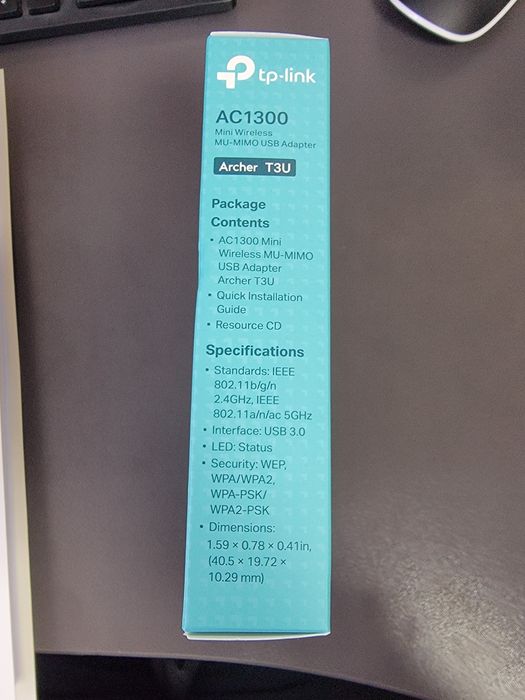 tp-link
AC1300
Mini Wireless
MU-MIMO USB Adapter
Archer T3U
Package
Contents
• AC1300 Mini
Wireless MU-MIMO
USB Adapter
Archer T3U
• Quick Installation
Guide
• Resource CD
Specifications
• Standards: IEEE
802.11b/g/n
2.4GHz, IEEE
802.11a/n/ac 5GHz
• Interface: USB 3.0
• LED: Status
• Security: WEP,
WPA/WPA2,
WPA-PSK/
WPA2-PSK
• Dimensions:
1.59 × 0.78 × 0.41in,
(40.5 × 19.72 ×
10.29 mm)